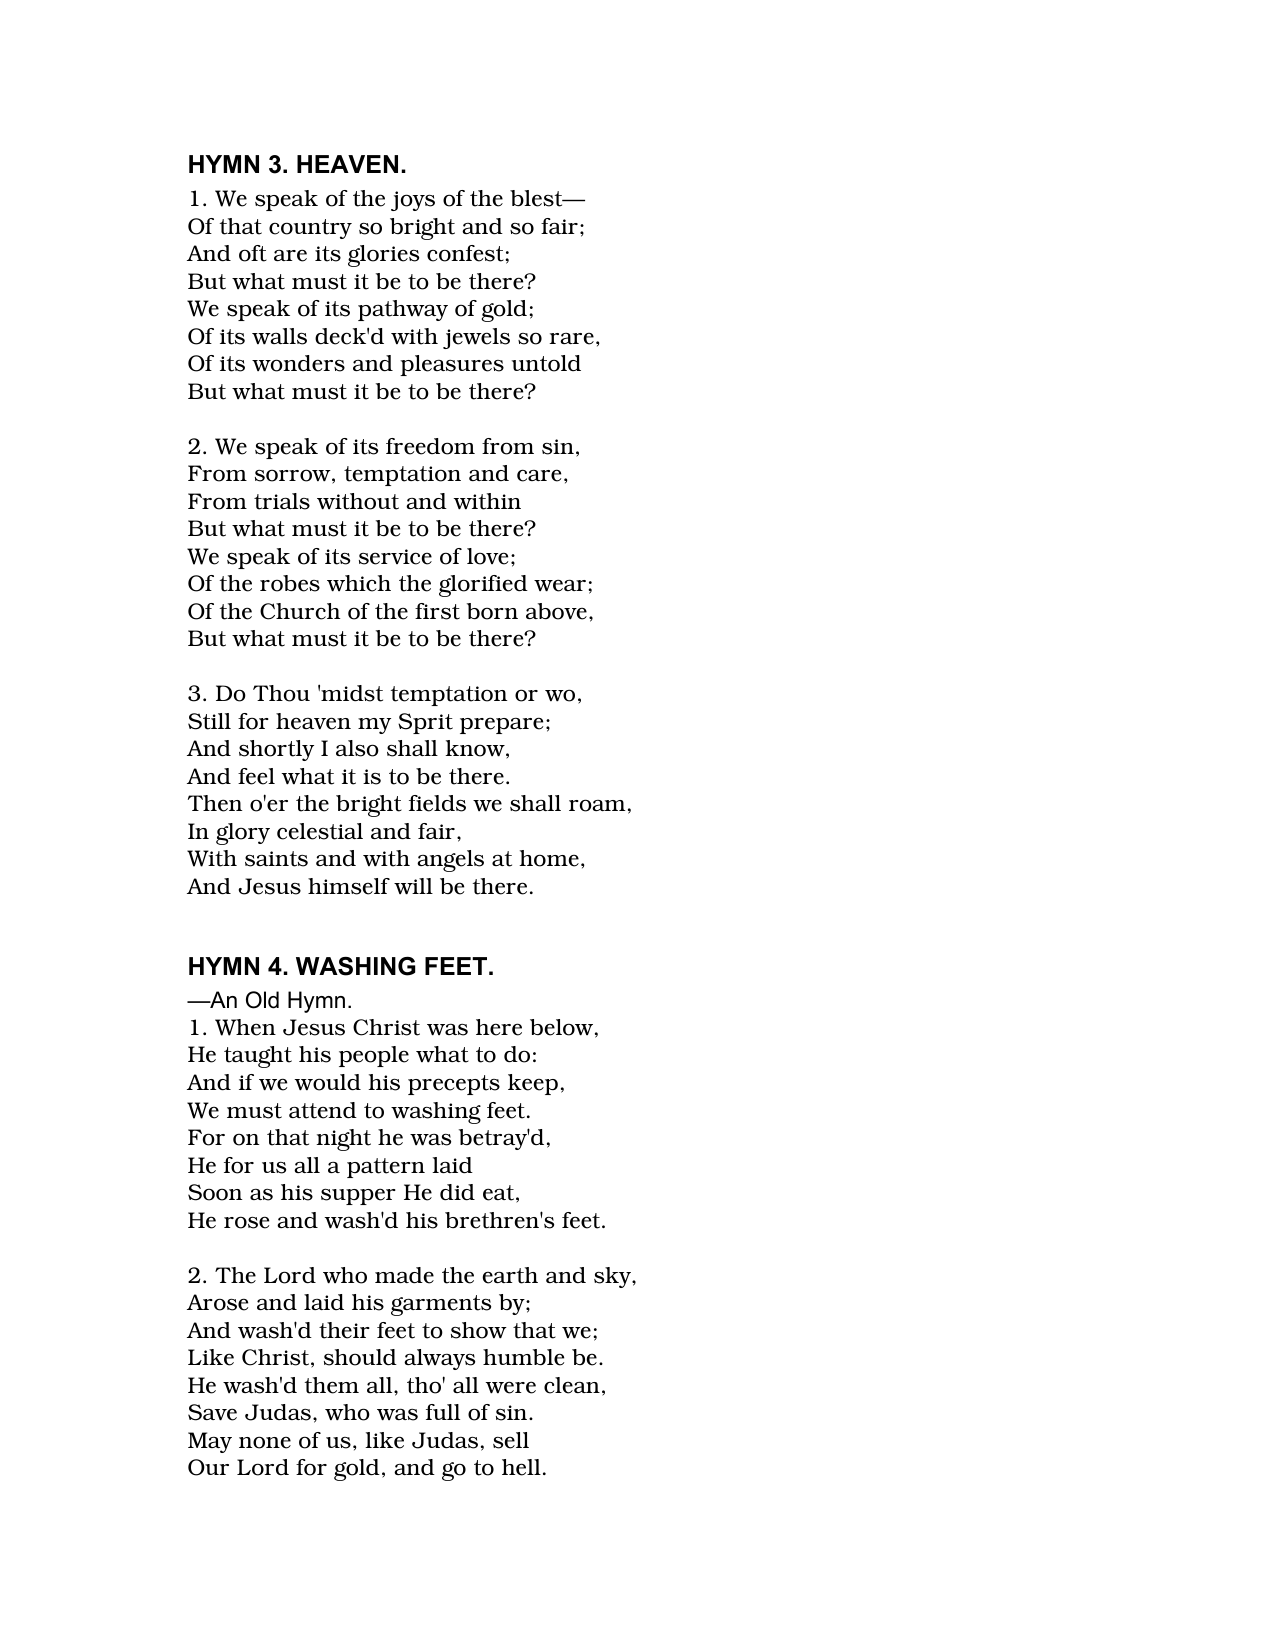 HYMN 3. HEAVEN.
1. We speak of the joys of the blest—
Of that country so bright and so fair;
And oft are its glories confest;
But what must it be to be there?
We speak of its pathway of gold;
Of its walls deck'd with jewels so rare,
Of its wonders and pleasures untold
But what must it be to be there?

2. We speak of its freedom from sin,
From sorrow, temptation and care,
From trials without and within
But what must it be to be there?
We speak of its service of love;
Of the robes which the glorified wear;
Of the Church of the first born above,
But what must it be to be there?

3. Do Thou 'midst temptation or wo,
Still for heaven my Sprit prepare;
And shortly I also shall know,
And feel what it is to be there.
Then o'er the bright fields we shall roam,
In glory celestial and fair,
With saints and with angels at home,
And Jesus himself will be there.

HYMN 4. WASHING FEET.
—An Old Hymn.
1. When Jesus Christ was here below,
He taught his people what to do:
And if we would his precepts keep,
We must attend to washing feet.
For on that night he was betray'd,
He for us all a pattern laid
Soon as his supper He did eat,
He rose and wash'd his brethren's feet.

2. The Lord who made the earth and sky,
Arose and laid his garments by;
And wash'd their feet to show that we;
Like Christ, should always humble be.
He wash'd them all, tho' all were clean,
Save Judas, who was full of sin.
May none of us, like Judas, sell
Our Lord for gold, and go to hell.